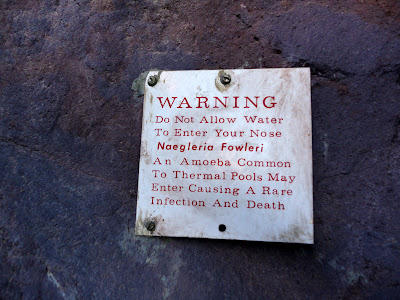 WARNING
Do Not Allow Water
To Enter Your Nose
Naegleria Fowleri
An Amoeba Common
To Thermal Pools May
Enter Causing A Rare
Infection And Death